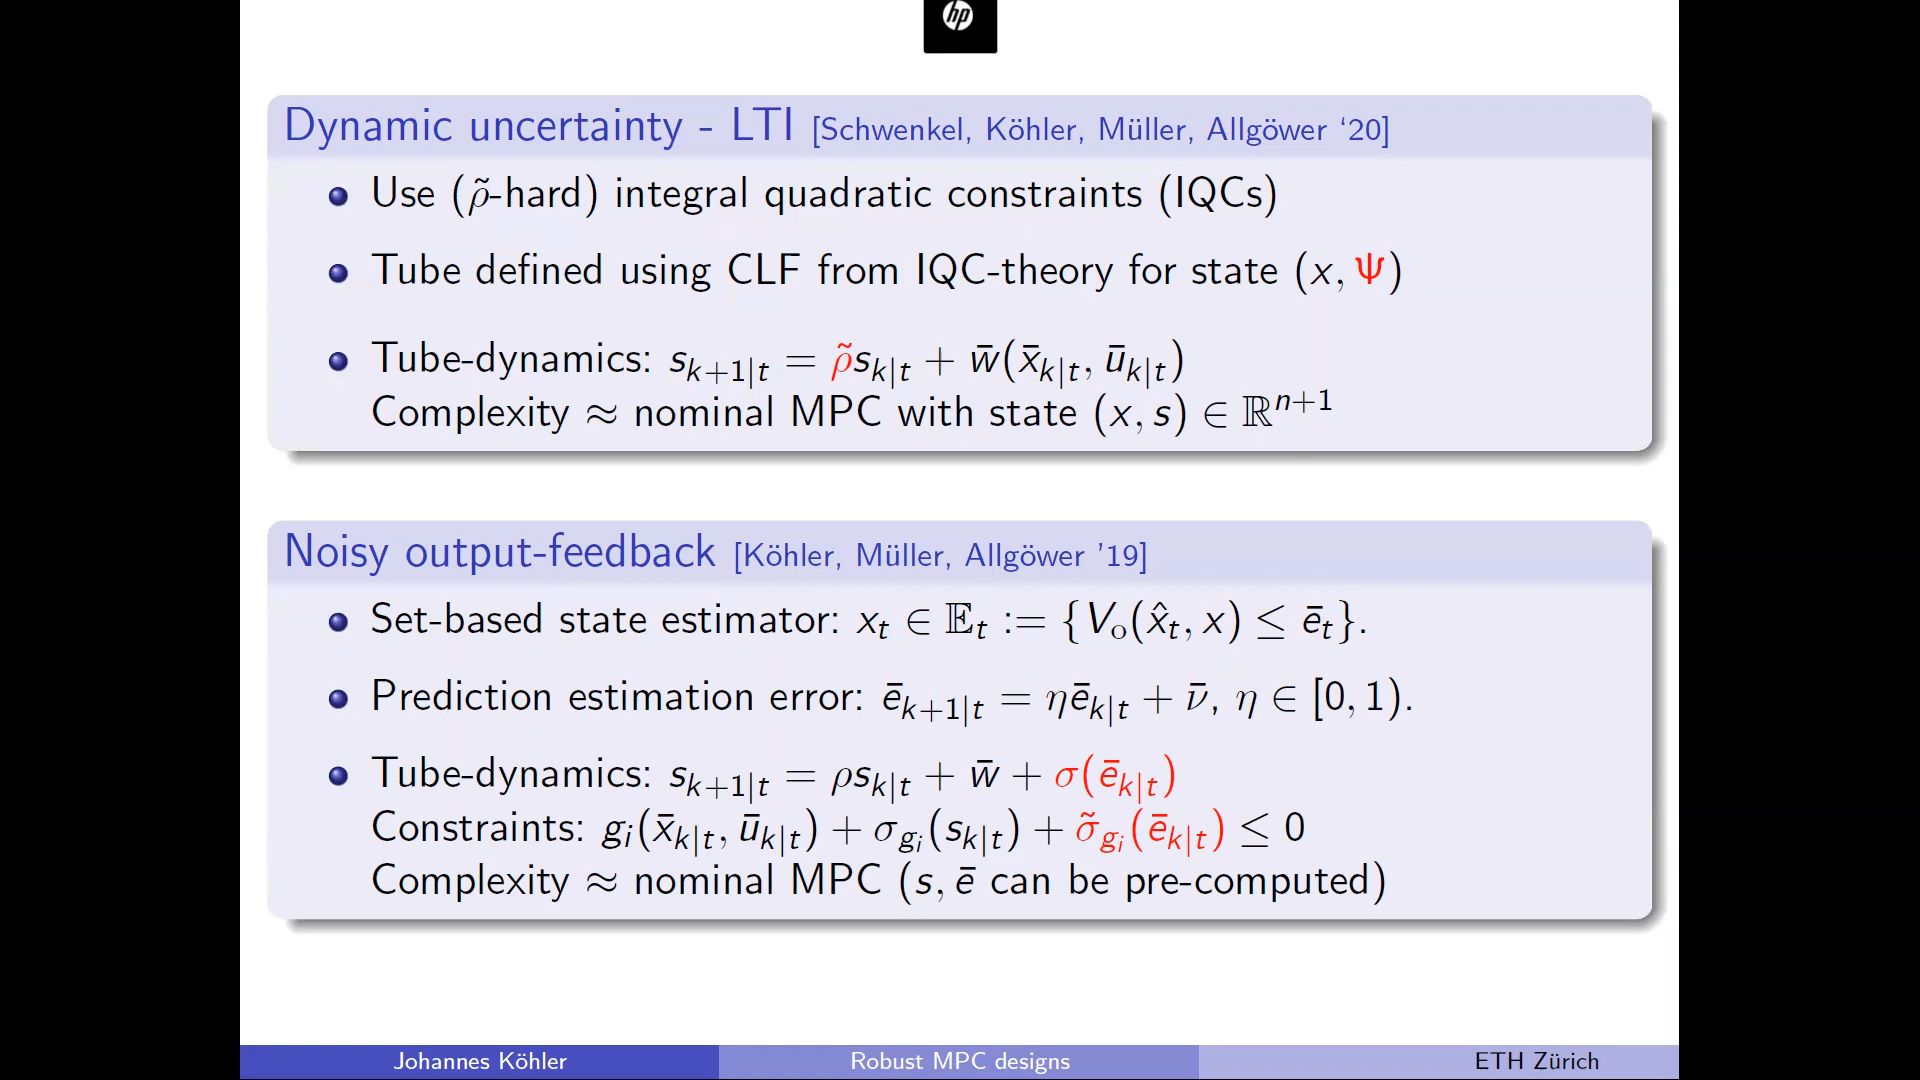 hp
Dynamic uncertainty - LTI [Schwenkel, Köhler, Müller, Allgöwer ‘20]
Use (ρ̃-hard) integral quadratic constraints (IQCs)
Tube defined using CLF from IQC-theory for state (x, Ψ)
Tube-dynamics: s_{k+1|t} = ρ̃s_{k|t} + w̄(x̄_{k|t}, ū_{k|t})
Complexity ≈ nominal MPC with state (x, s) ∈ ℝ^{n+1}
Noisy output-feedback [Köhler, Müller, Allgöwer ’19]
Set-based state estimator: x_t ∈ 𝔼_t := {V_o(x̂_t, x) ≤ ē_t}.
Prediction estimation error: ē_{k+1|t} = ηē_{k|t} + ν̄, η ∈ [0, 1).
Tube-dynamics: s_{k+1|t} = ρs_{k|t} + w̄ + σ(ē_{k|t})
Constraints: g_i(x̄_{k|t}, ū_{k|t}) + σ_{g_i}(s_{k|t}) + σ̃_{g_i}(ē_{k|t}) ≤ 0
Complexity ≈ nominal MPC (s, ē can be pre-computed)
Johannes Köhler
Robust MPC designs
ETH Zürich